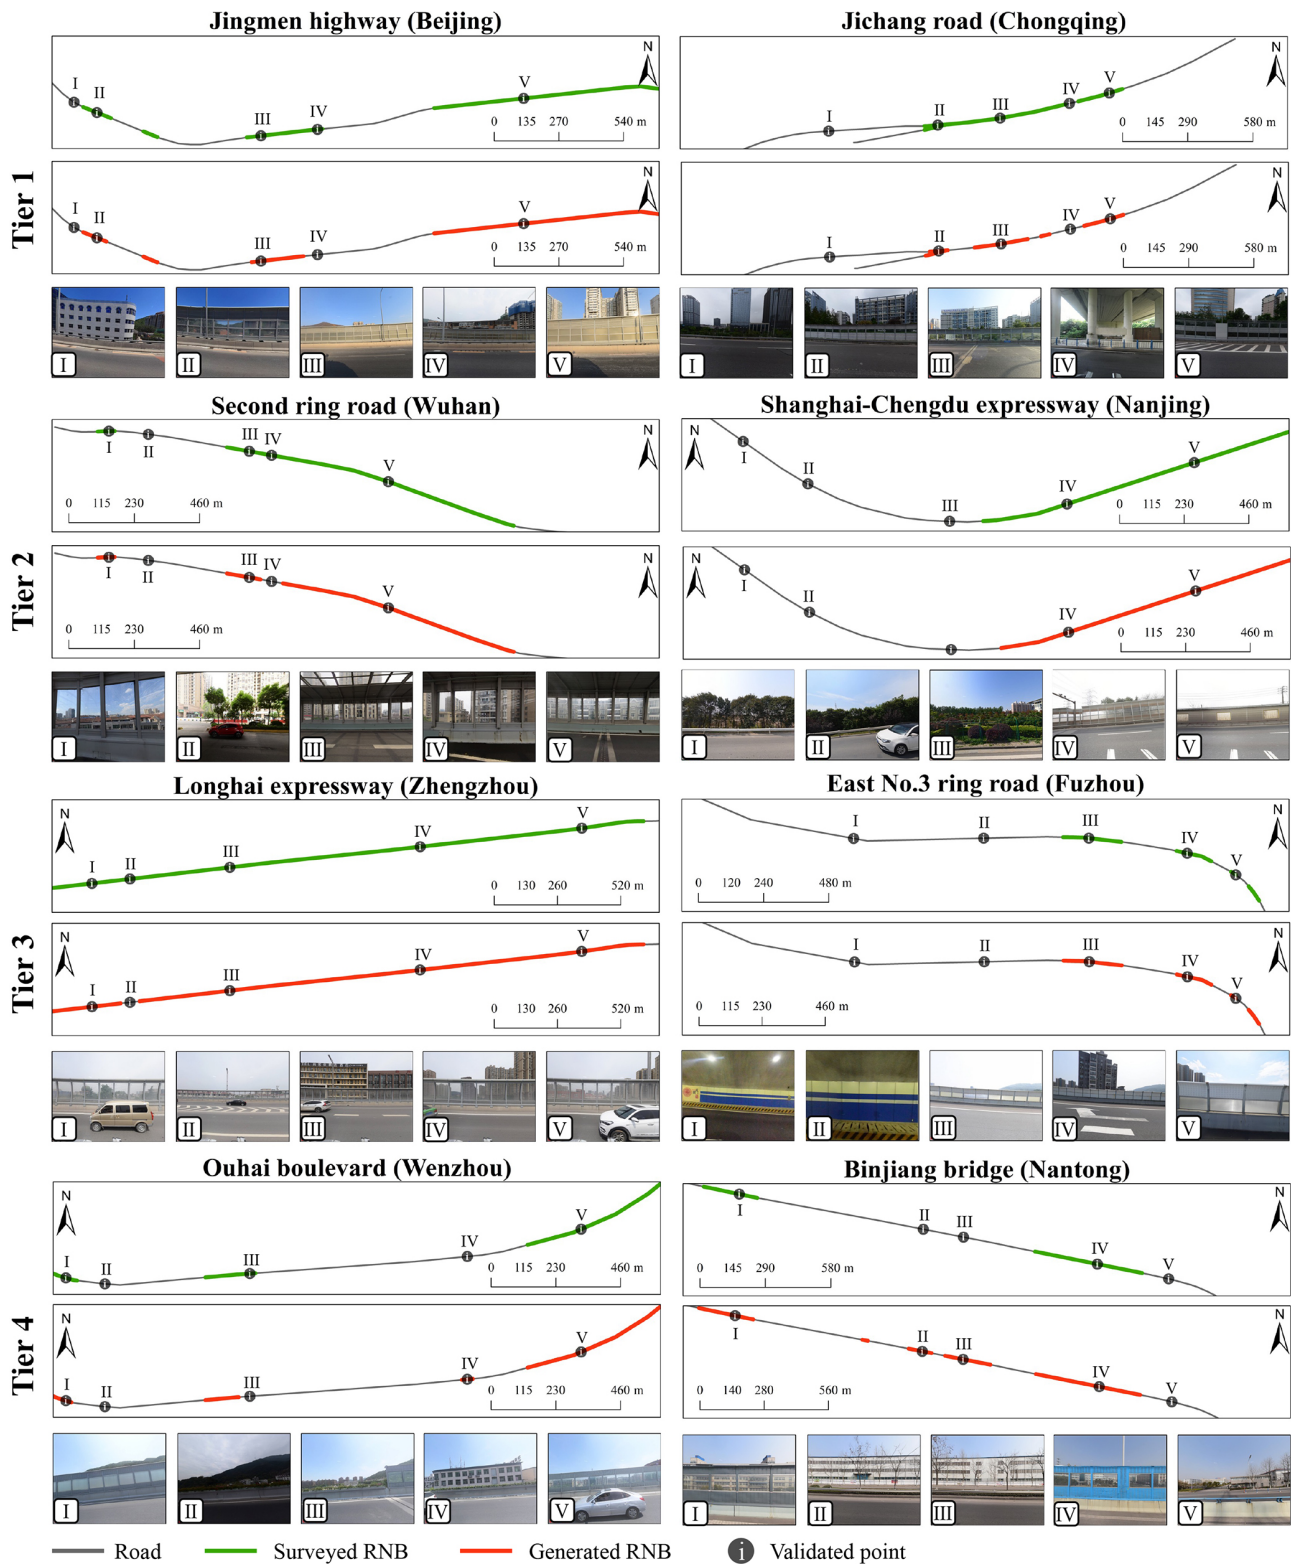 Jingmen highway (Beijing)
Jichang road (Chongqing)
Tier 1
I II III IV V N
0 135 270 540 m
I II III IV V N
0 145 290 580 m
I II III IV V N
0 135 270 540 m
I II III IV V N
0 145 290 580 m
I II III IV V
I II III IV V
Second ring road (Wuhan)
Shanghai-Chengdu expressway (Nanjing)
Tier 2
I II III IV V N
0 115 230 460 m
N I II III IV V
0 115 230 460 m
I II III IV V N
0 115 230 460 m
N I II IV V
0 115 230 460 m
I II III IV V
I II III IV V
Longhai expressway (Zhengzhou)
East No.3 ring road (Fuzhou)
Tier 3
N I II III IV V
0 130 260 520 m
I II III IV V N
0 120 240 480 m
N I II III IV V
0 130 260 520 m
I II III IV V N
0 115 230 460 m
I II III IV V
I II III IV V
Ouhai boulevard (Wenzhou)
Binjiang bridge (Nantong)
Tier 4
N I II III IV V
0 115 230 460 m
I II III IV V N
0 145 290 580 m
N I II III IV V
0 115 230 460 m
I II III IV V N
0 140 280 560 m
I II III IV V
I II III IV V
Road Surveyed RNB Generated RNB i Validated point